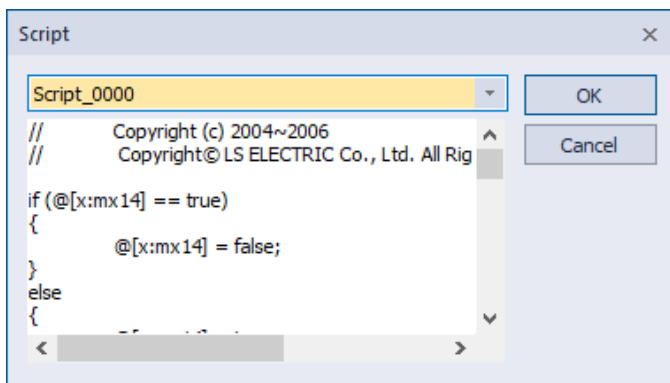 Script
Script_0000
OK
Cancel
// Copyright (c) 2004~2006
// Copyright© LS ELECTRIC Co., Ltd. All Rig
if (@[x:mx14] == true)
{
@[x:mx14] = false;
}
else
{